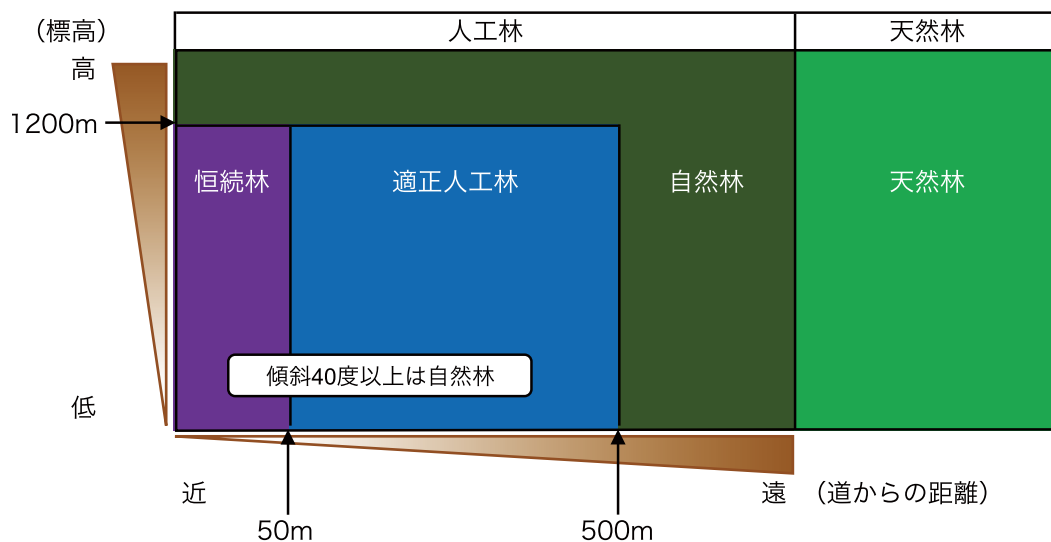 （標高）
人工林
天然林
高
1200m
恒続林
適正人工林
自然林
天然林
傾斜40度以上は自然林
低
近
遠
（道からの距離）
50m
500m